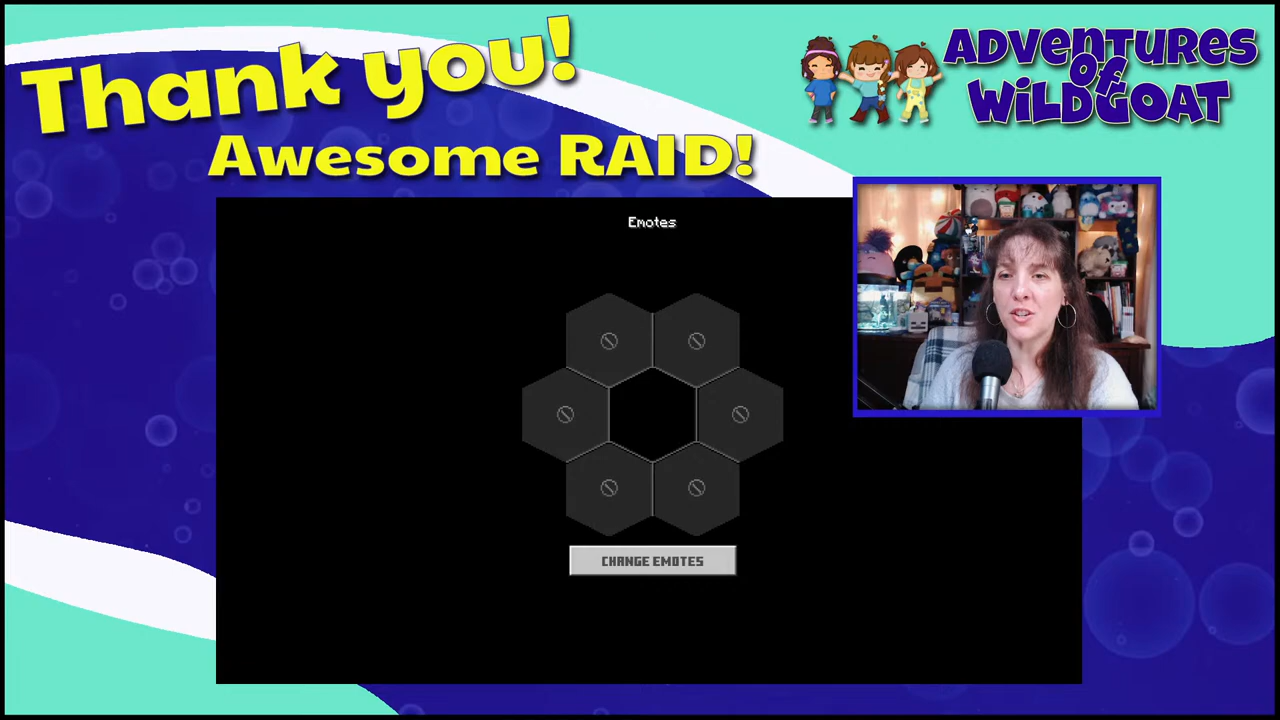 Thank you!
Awesome RAID!
ADVENTURES
OF
WILDGOAT
Emotes
CHANGE EMOTES